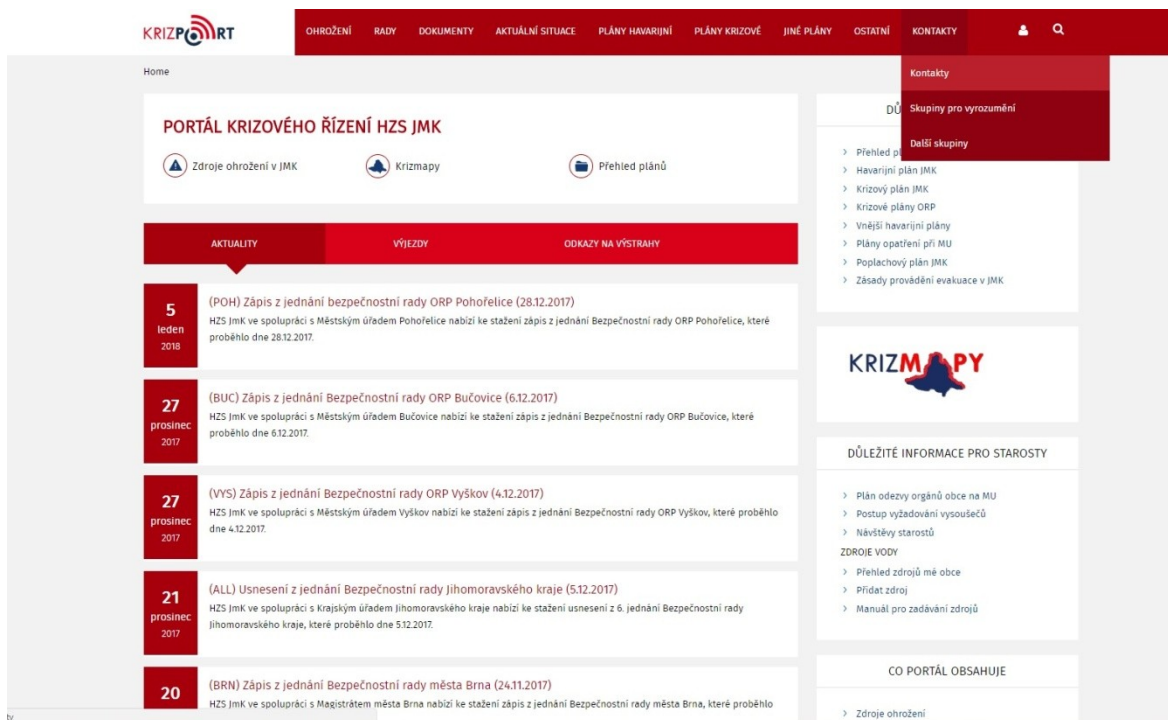 KRIZPORT
OHROŽENÍ RADY DOKUMENTY AKTUÁLNÍ SITUACE PLÁNY HAVARIJNÍ PLÁNY KRIZOVÉ JINÉ PLÁNY OSTATNÍ KONTAKTY
Kontakty
Skupiny pro vyrozumění
Další skupiny
Home
PORTÁL KRIZOVÉHO ŘÍZENÍ HZS JMK
Zdroje ohrožení v JMK Krizmapy Přehled plánů
AKTUALITY VÝJEZDY ODKAZY NA VÝSTRAHY
5
leden
2018
(POH) Zápis z jednání bezpečnostní rady ORP Pohořelice (28.12.2017)
HZS JmK ve spolupráci s Městským úřadem Pohořelice nabízí ke stažení zápis z jednání Bezpečnostní rady ORP Pohořelice, které
proběhlo dne 28.12.2017.
27
prosinec
2017
(BUC) Zápis z jednání Bezpečnostní rady ORP Bučovice (6.12.2017)
HZS JmK ve spolupráci s Městským úřadem Bučovice nabízí ke stažení zápis z jednání Bezpečnostní rady ORP Bučovice, které
proběhlo dne 6.12.2017.
27
prosinec
2017
(VYS) Zápis z jednání Bezpečnostní rady ORP Vyškov (4.12.2017)
HZS JmK ve spolupráci s Městským úřadem Vyškov nabízí ke stažení zápis z jednání Bezpečnostní rady ORP Vyškov, které proběhlo
dne 4.12.2017.
21
prosinec
2017
(ALL) Usnesení z jednání Bezpečnostní rady Jihomoravského kraje (5.12.2017)
HZS JmK ve spolupráci s Krajským úřadem Jihomoravského kraje nabízí ke stažení usnesení z 6. jednání Bezpečnostní rady
Jihomoravského kraje, které proběhlo dne 5.12.2017.
20
(BRN) Zápis z jednání Bezpečnostní rady města Brna (24.11.2017)
HZS JmK ve spolupráci s Magistrátem města Brna nabízí ke stažení zápis z jednání Bezpečnostní rady města Brna, které proběhlo
DŮ
Přehled pl
Havarijní plán JMK
Krizový plán JMK
Krizové plány ORP
Vnější havarijní plány
Plány opatření při MU
Poplachový plán JMK
Zásady provádění evakuace v JMK
KRIZMAPY
DŮLEŽITÉ INFORMACE PRO STAROSTY
Plán odezvy orgánů obce na MU
Postup vyžadování vysoušečů
Návštěvy starostů
ZDROJE VODY
Přehled zdrojů mé obce
Přidat zdroj
Manuál pro zadávání zdrojů
CO PORTÁL OBSAHUJE
Zdroje ohrožení